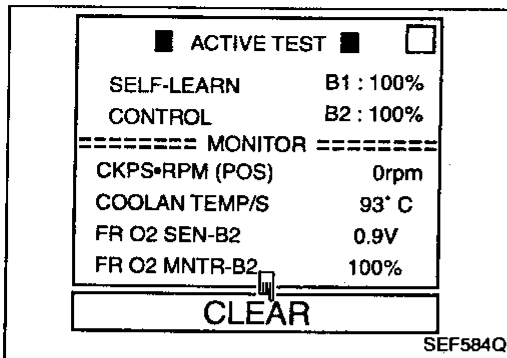 ■ ACTIVE TEST ■ □
SELF-LEARN B1 : 100%
CONTROL B2 : 100%
======== MONITOR ========
CKPS•RPM (POS) 0rpm
COOLAN TEMP/S 93° C
FR O2 SEN-B2 0.9V
FR O2 MNTR-B2 100%
CLEAR
SEF584Q